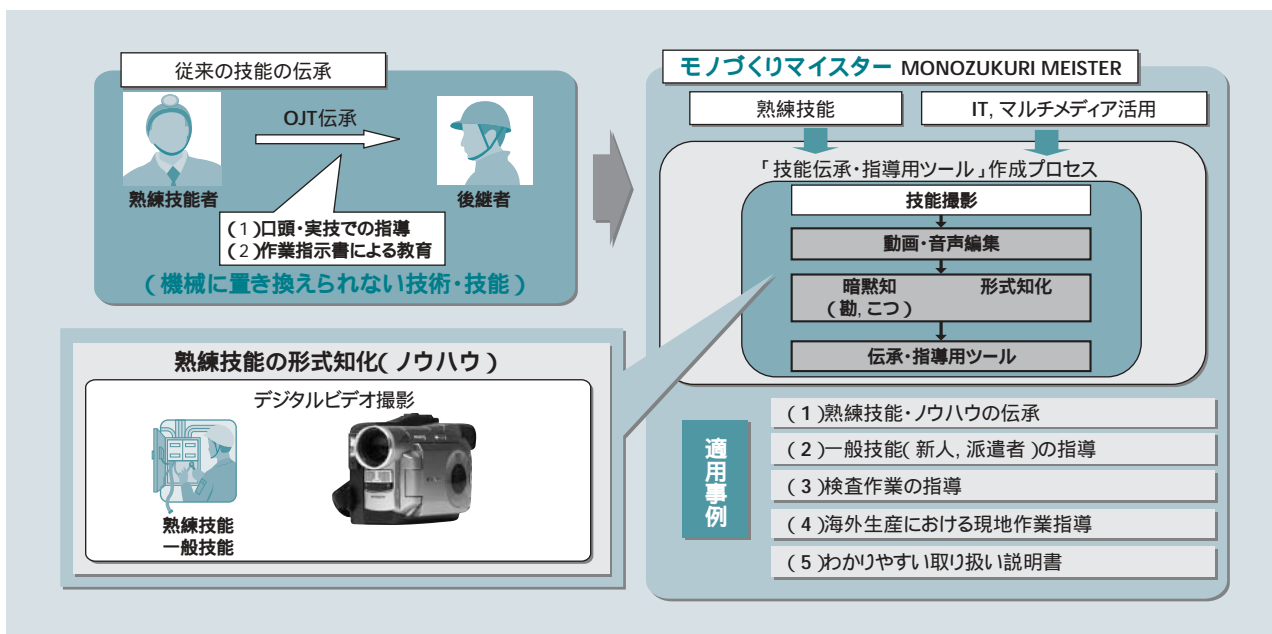 従来の技能の伝承
OJT伝承
熟練技能者
後継者
(1)口頭・実技での指導
(2)作業指示書による教育
(機械に置き換えられない技術・技能)
熟練技能の形式知化(ノウハウ)
デジタルビデオ撮影
熟練技能
一般技能
モノづくりマイスター MONOZUKURI MEISTER
熟練技能
IT, マルチメディア活用
「技能伝承・指導用ツール」作成プロセス
技能撮影
動画・音声編集
暗黙知 形式知化
(勘, こつ)
伝承・指導用ツール
適用事例
(1)熟練技能・ノウハウの伝承
(2)一般技能(新人, 派遣者)の指導
(3)検査作業の指導
(4)海外生産における現地作業指導
(5)わかりやすい取り扱い説明書